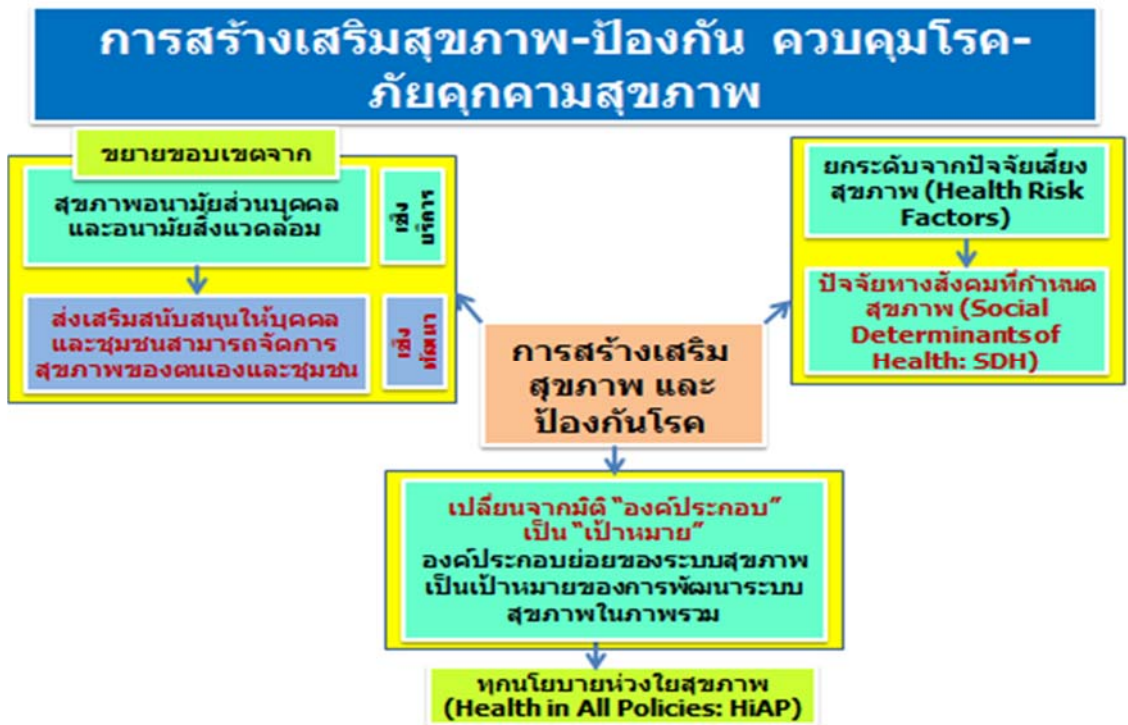 การสร้างเสริมสุขภาพ-ป้องกัน ควบคุมโรค-
ภัยคุกคามสุขภาพ
ขยายขอบเขตจาก
สุขภาพอนามัยส่วนบุคคล
และอนามัยสิ่งแวดล้อม
เชิง
บริการ
ส่งเสริมสนับสนุนให้บุคคล
และชุมชนสามารถจัดการ
สุขภาพของตนเองและชุมชน
เชิง
พัฒนา
ยกระดับจากปัจจัยเสี่ยง
สุขภาพ (Health Risk
Factors)
ปัจจัยทางสังคมที่กำหนด
สุขภาพ (Social
Determinants of
Health: SDH)
การสร้างเสริม
สุขภาพ และ
ป้องกันโรค
เปลี่ยนจากมิติ “องค์ประกอบ”
เป็น “เป้าหมาย”
องค์ประกอบย่อยของระบบสุขภาพ
เป็นเป้าหมายของการพัฒนาระบบ
สุขภาพในภาพรวม
ทุกนโยบายห่วงใยสุขภาพ
(Health in All Policies: HiAP)